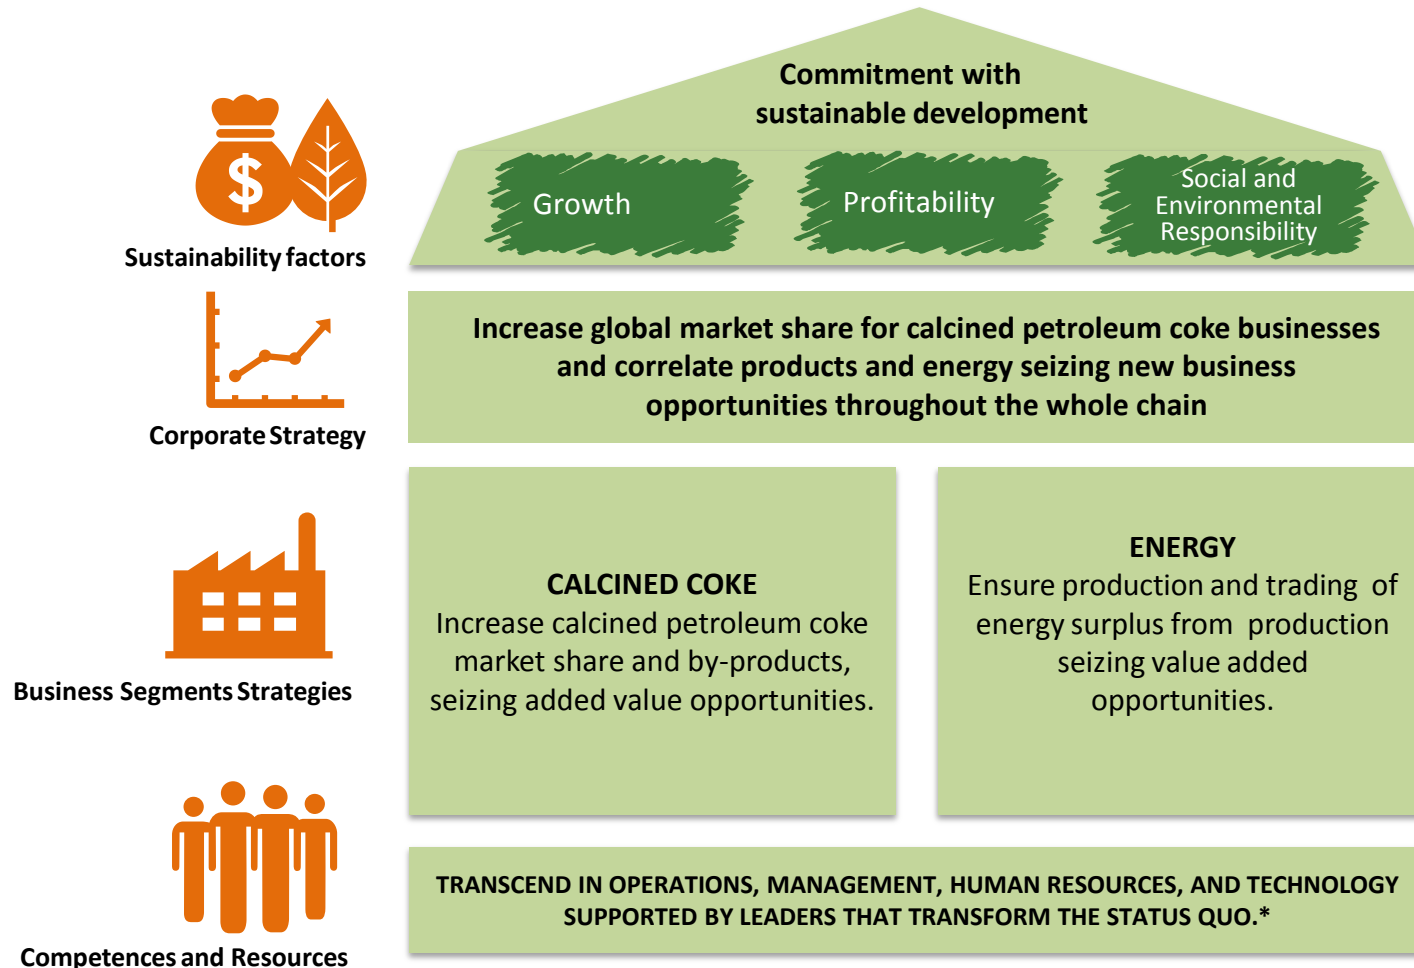 Commitment with
sustainable development
$
Growth
Profitability
Social and
Environmental
Responsibility
Sustainability factors
Increase global market share for calcined petroleum coke businesses
and correlate products and energy seizing new business
opportunities throughout the whole chain
Corporate Strategy
CALCINED COKE
Increase calcined petroleum coke
market share and by-products,
seizing added value opportunities.
ENERGY
Ensure production and trading of
energy surplus from production
seizing value added
opportunities.
Business Segments Strategies
TRANSCEND IN OPERATIONS, MANAGEMENT, HUMAN RESOURCES, AND TECHNOLOGY
SUPPORTED BY LEADERS THAT TRANSFORM THE STATUS QUO.*
Competences and Resources